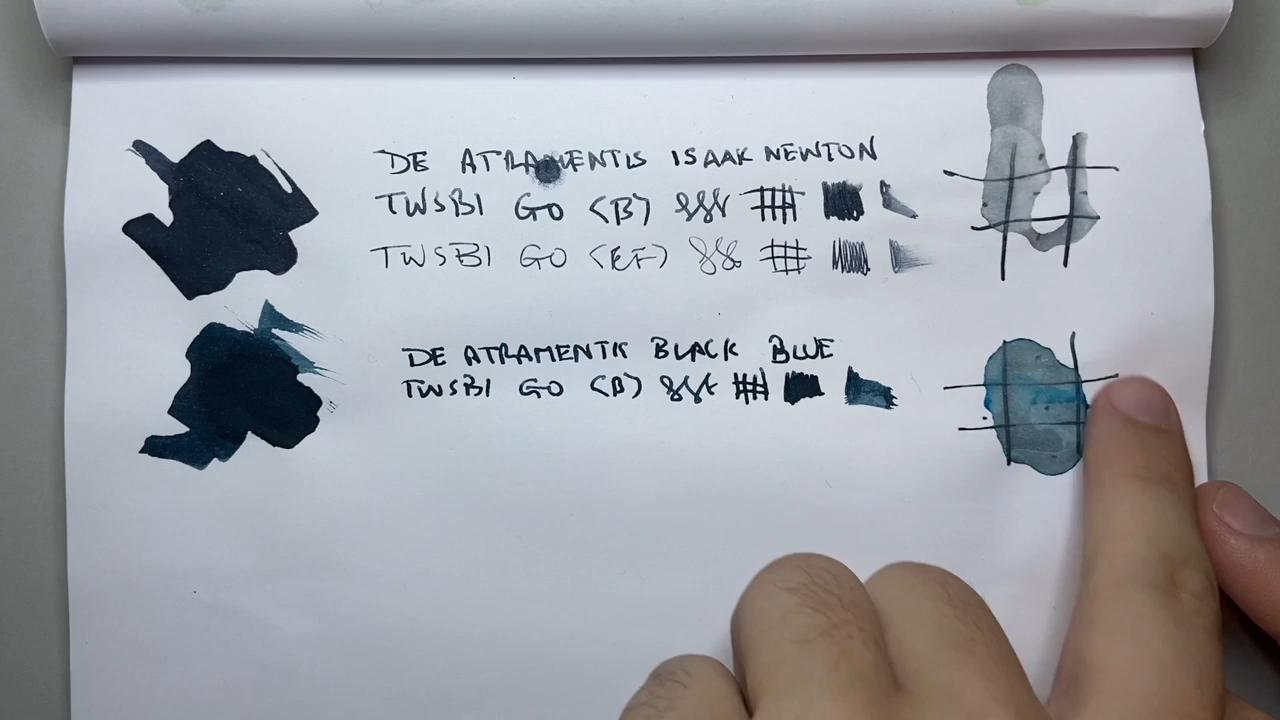 DE ATRAMENTIS ISAAK NEWTON
TWSBI GO (B)
TWSBI GO (EF)
DE ATRAMENTIS BLACK BLUE
TWSBI GO (B)